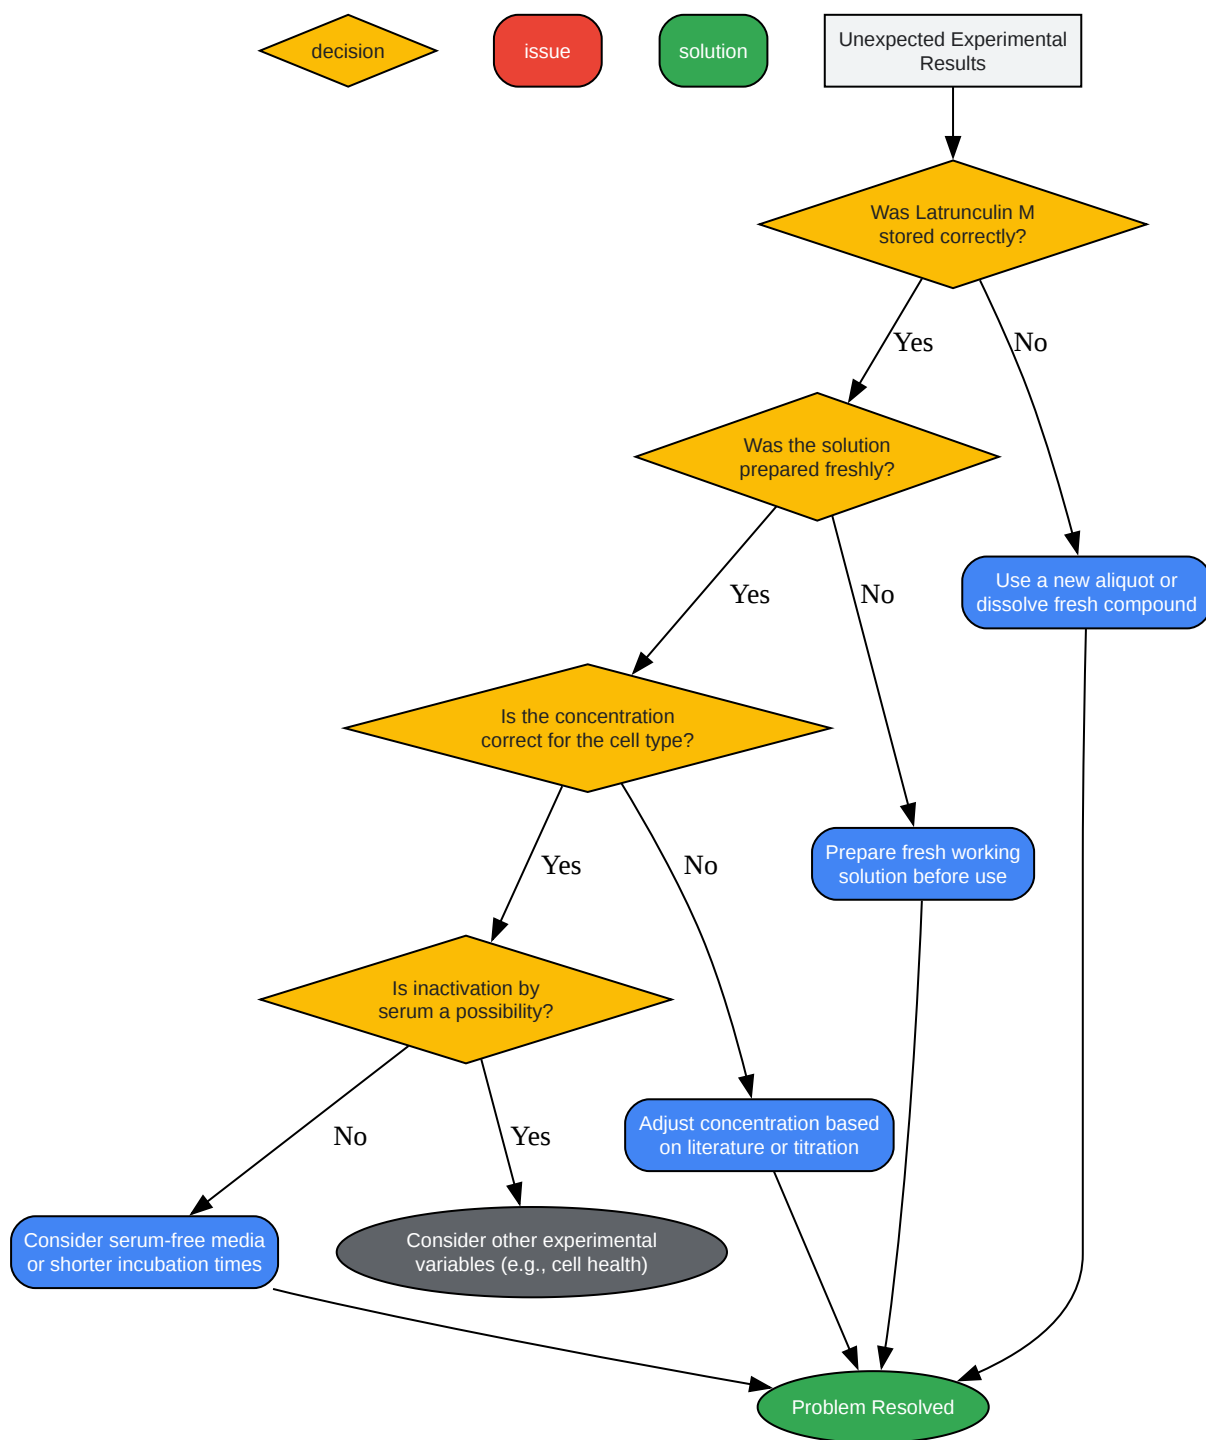 decision
issue
solution
Unexpected Experimental
Results
Was Latrunculin M
stored correctly?
Yes
No
Was the solution
prepared freshly?
Use a new aliquot or
dissolve fresh compound
Yes
No
Is the concentration
correct for the cell type?
Prepare fresh working
solution before use
Yes
No
Is inactivation by
serum a possibility?
Adjust concentration based
on literature or titration
No
Yes
Consider serum-free media
or shorter incubation times
Consider other experimental
variables (e.g., cell health)
Problem Resolved